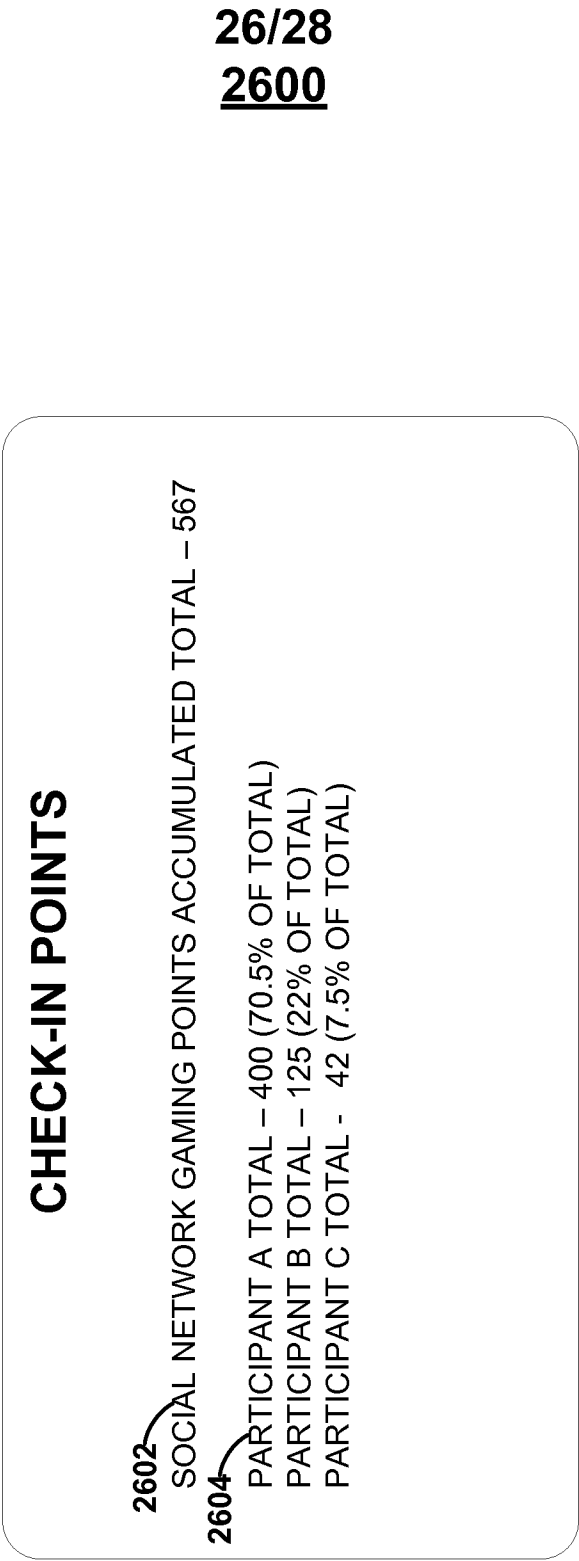 26/28
2600
CHECK-IN POINTS
2602
SOCIAL NETWORK GAMING POINTS ACCUMULATED TOTAL – 567
2604
PARTICIPANT A TOTAL – 400 (70.5% OF TOTAL)
PARTICIPANT B TOTAL – 125 (22% OF TOTAL)
PARTICIPANT C TOTAL - 42 (7.5% OF TOTAL)